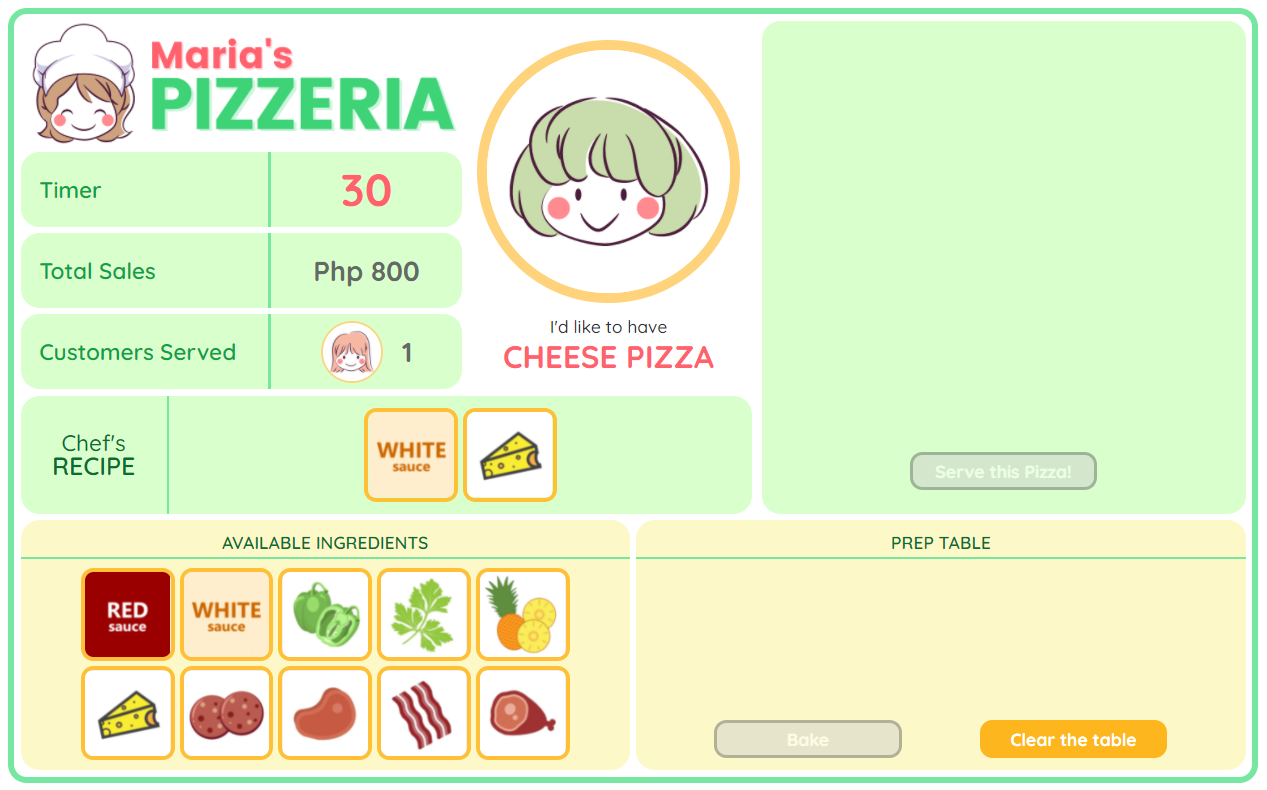 Maria's
PIZZERIA
Timer
30
Total Sales
Php 800
Customers Served
1
I'd like to have
CHEESE PIZZA
Chef's
RECIPE
WHITE
sauce
Serve this Pizza!
AVAILABLE INGREDIENTS
RED
sauce
WHITE
sauce
PREP TABLE
Bake
Clear the table